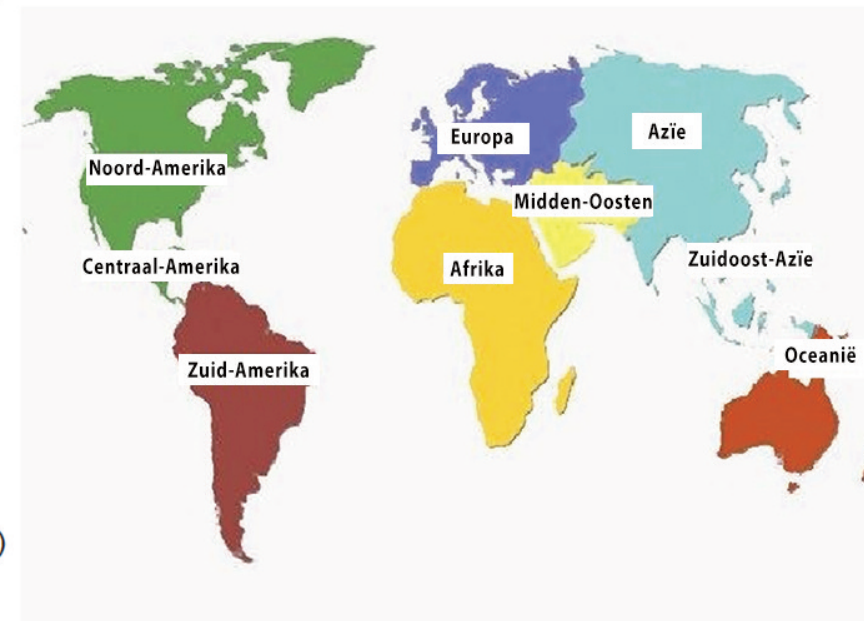 Europa
Azïe
Noord-Amerika
Midden-Oosten
Centraal-Amerika
Afrika
Zuidoost-Azïe
Oceanië
Zuid-Amerika
)